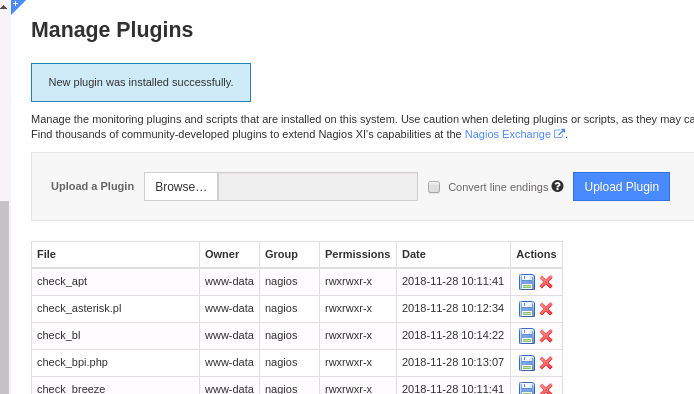 Manage Plugins
New plugin was installed successfully.
Manage the monitoring plugins and scripts that are installed on this system. Use caution when deleting plugins or scripts, as they may ca
Find thousands of community-developed plugins to extend Nagios XI's capabilities at the Nagios Exchange.
Upload a Plugin Browse… Convert line endings ? Upload Plugin
File Owner Group Permissions Date Actions
check_apt www-data nagios rwxrwxr-x 2018-11-28 10:11:41
check_asterisk.pl www-data nagios rwxrwxr-x 2018-11-28 10:12:34
check_bl www-data nagios rwxrwxr-x 2018-11-28 10:14:22
check_bpi.php www-data nagios rwxrwxr-x 2018-11-28 10:13:07
check_breeze www-data nagios rwxrwxr-x 2018-11-28 10:11:41